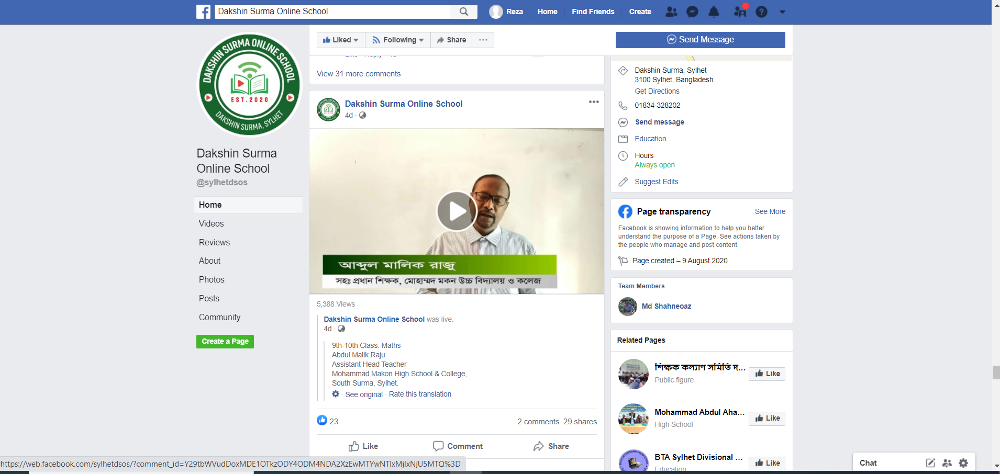 Dakshin Surma Online School
Reza
Home
Find Friends
Create
DAKSHIN SURMA ONLINE SCHOOL
EST.2020
DAKSHIN SURMA, SYLHET
Dakshin Surma
Online School
@sylhetdsos
Home
Videos
Reviews
About
Photos
Posts
Community
Create a Page
Liked
Following
Share
Send Message
View 31 more comments
Dakshin Surma Online School
4d
আব্দুল মালিক রাজু
সহঃ প্রধান শিক্ষক, মোহাম্মদ মকন উচ্চ বিদ্যালয় ও কলেজ
5,388 Views
Dakshin Surma Online School was live.
4d
9th-10th Class: Maths
Abdul Malik Raju
Assistant Head Teacher
Mohammad Makon High School & College,
South Surma, Sylhet.
· See original · Rate this translation
23
2 comments 29 shares
Like
Comment
Share
Dakshin Surma, Sylhet
3100 Sylhet, Bangladesh
Get Directions
01834-328202
Send message
Education
Hours
Always open
Suggest Edits
Page transparency
See More
Facebook is showing information to help you better
understand the purpose of a Page. See actions taken by
the people who manage and post content.
Page created – 9 August 2020
Team Members
Md Shahneoaz
Related Pages
শিক্ষক কল্যাণ সমিতি দ...
Like
Public figure
Mohammad Abdul Aha...
Like
High School
BTA Sylhet Divisional ...
Like
Education
Chat